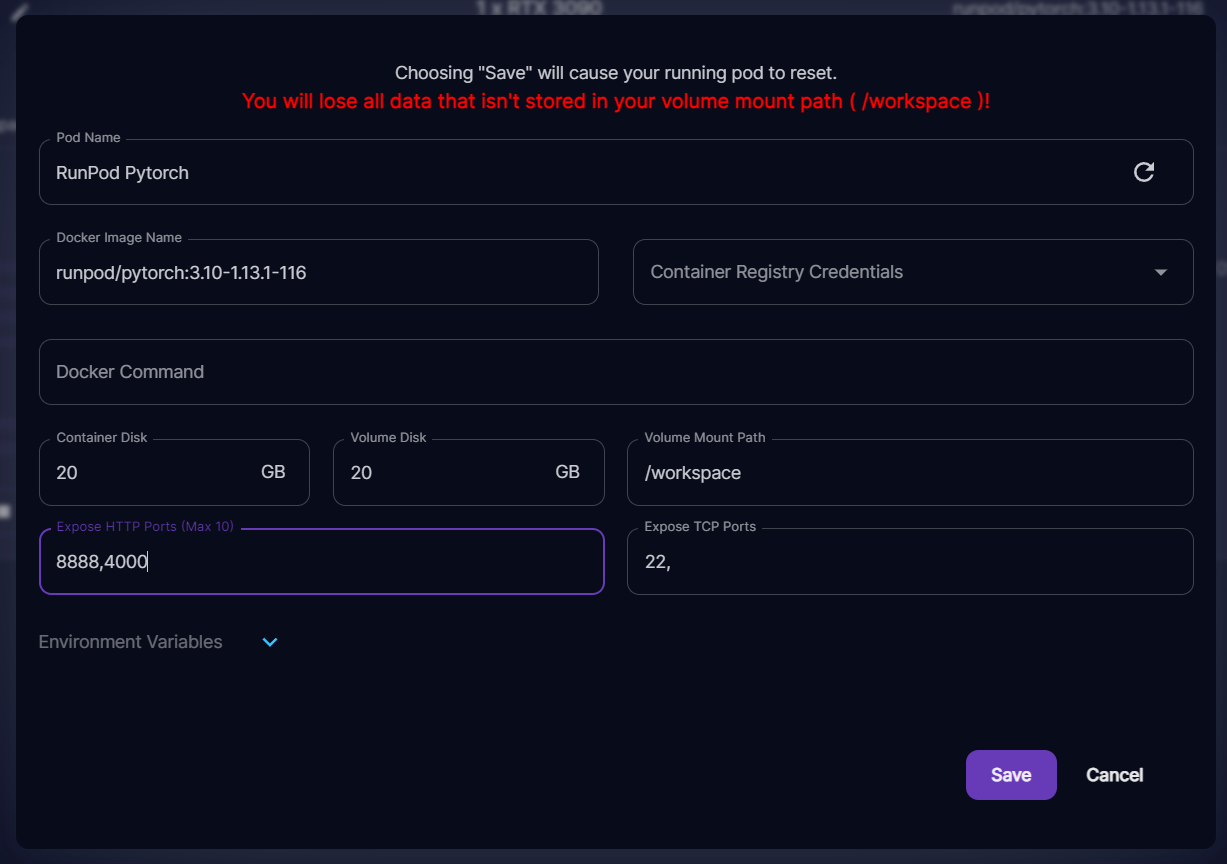 1 x RTX 3090
runpod/pytorch:3.10-1.13.1-116
Choosing "Save" will cause your running pod to reset.
You will lose all data that isn't stored in your volume mount path ( /workspace )!
Pod Name
RunPod Pytorch
Docker Image Name
runpod/pytorch:3.10-1.13.1-116
Container Registry Credentials
Docker Command
Container Disk
20 GB
Volume Disk
20 GB
Volume Mount Path
/workspace
Expose HTTP Ports (Max 10)
8888,4000
Expose TCP Ports
22,
Environment Variables
Save
Cancel